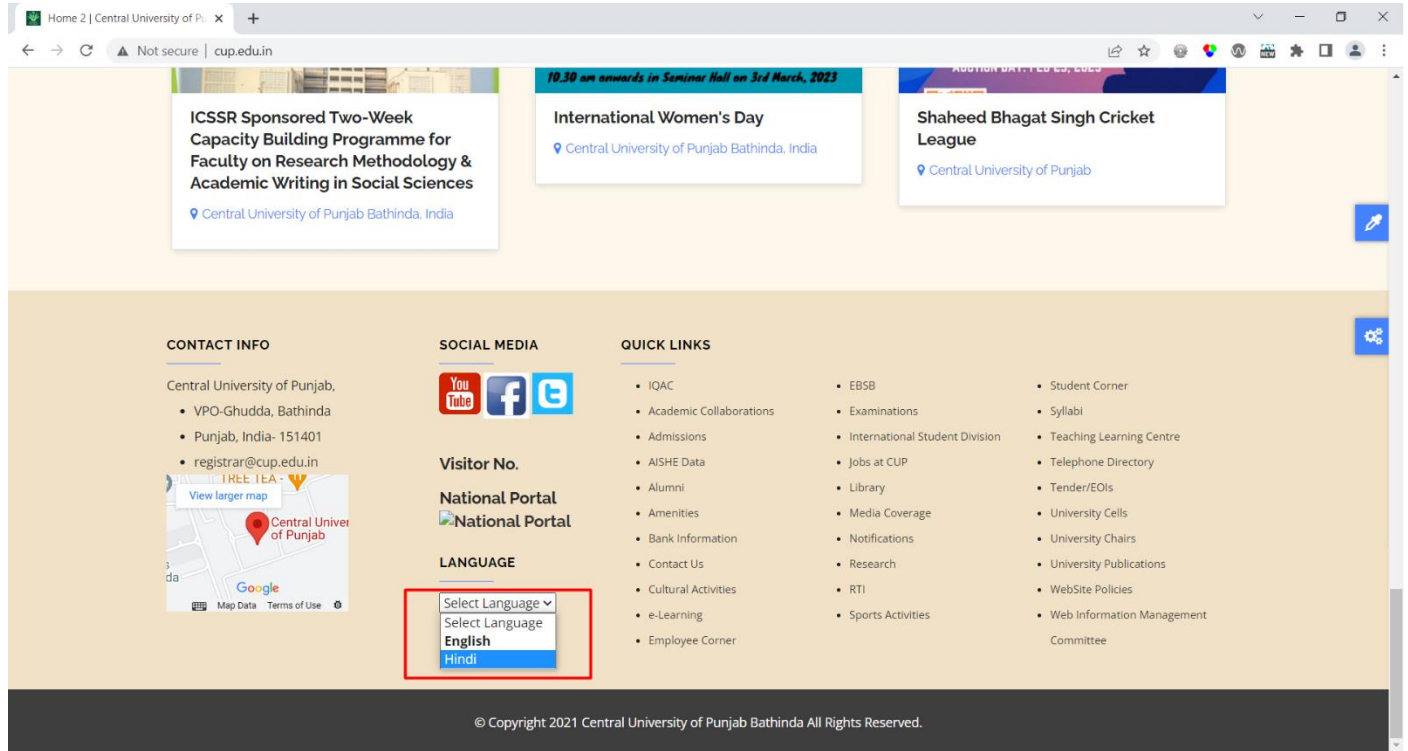 Home 2 | Central University of Pu
Not secure | cup.edu.in
10.30 am onwards in Seminar Hall on 3rd March, 2023
ICSSR Sponsored Two-Week
Capacity Building Programme for
Faculty on Research Methodology &
Academic Writing in Social Sciences
Central University of Punjab Bathinda, India
International Women's Day
Central University of Punjab Bathinda, India
Shaheed Bhagat Singh Cricket
League
Central University of Punjab
CONTACT INFO
Central University of Punjab,
• VPO-Ghudda, Bathinda
• Punjab, India- 151401
• registrar@cup.edu.in
TREE TEA -
View larger map
Central Univer
of Punjab
da
Google
Map Data Terms of Use
SOCIAL MEDIA
You
Tube
Visitor No.
National Portal
National Portal
LANGUAGE
Select Language
Select Language
English
Hindi
QUICK LINKS
• IQAC
• Academic Collaborations
• Admissions
• AISHE Data
• Alumni
• Amenities
• Bank Information
• Contact Us
• Cultural Activities
• e-Learning
• Employee Corner
• EBSB
• Examinations
• International Student Division
• Jobs at CUP
• Library
• Media Coverage
• Notifications
• Research
• RTI
• Sports Activities
• Student Corner
• Syllabi
• Teaching Learning Centre
• Telephone Directory
• Tender/EOIs
• University Cells
• University Chairs
• University Publications
• WebSite Policies
• Web Information Management
Committee
© Copyright 2021 Central University of Punjab Bathinda All Rights Reserved.